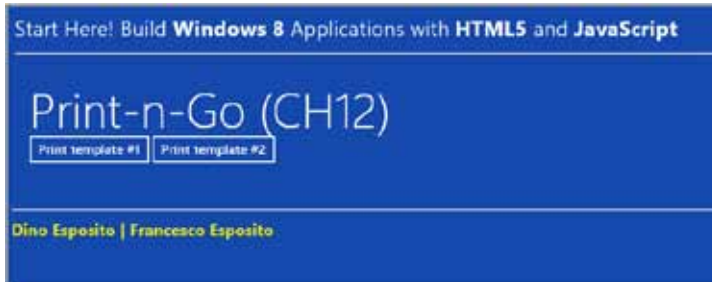 Start Here! Build Windows 8 Applications with HTML5 and JavaScript
Print-n-Go (CH12)
Print template #1 Print template #2
Dino Esposito | Francesco Esposito